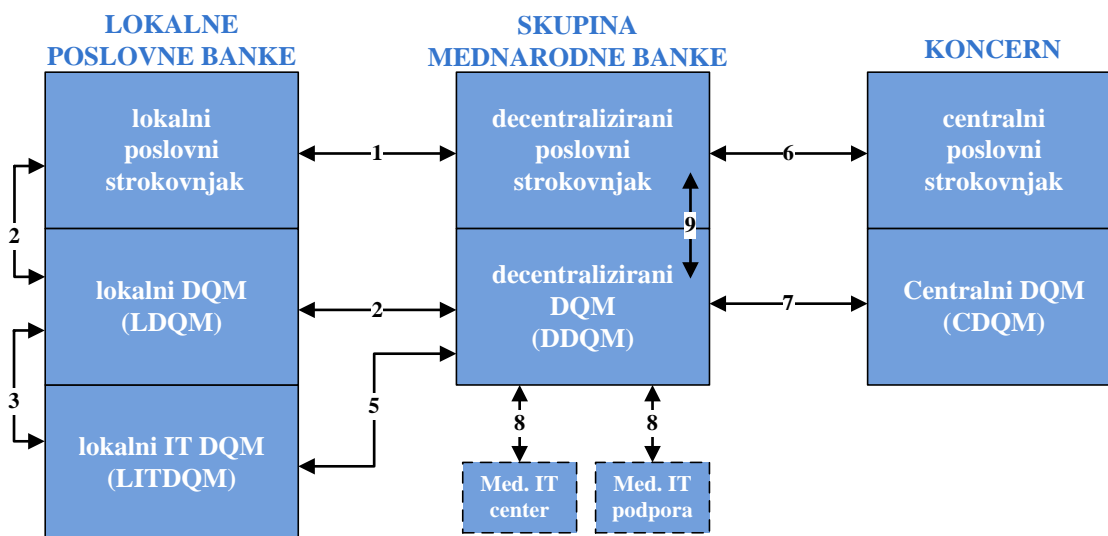 LOKALNE
POSLOVNE BANKE
SKUPINA
MEDNARODNE BANKE
KONCERN
lokalni
poslovni
strokovnjak
1
decentralizirani
poslovni
strokovnjak
6
centralni
poslovni
strokovnjak
2
9
lokalni DQM
(LDQM)
2
decentralizirani
DQM
(DDQM)
7
Centralni DQM
(CDQM)
3
5
8
8
lokalni IT DQM
(LITDQM)
Med. IT
center
Med. IT
podpora